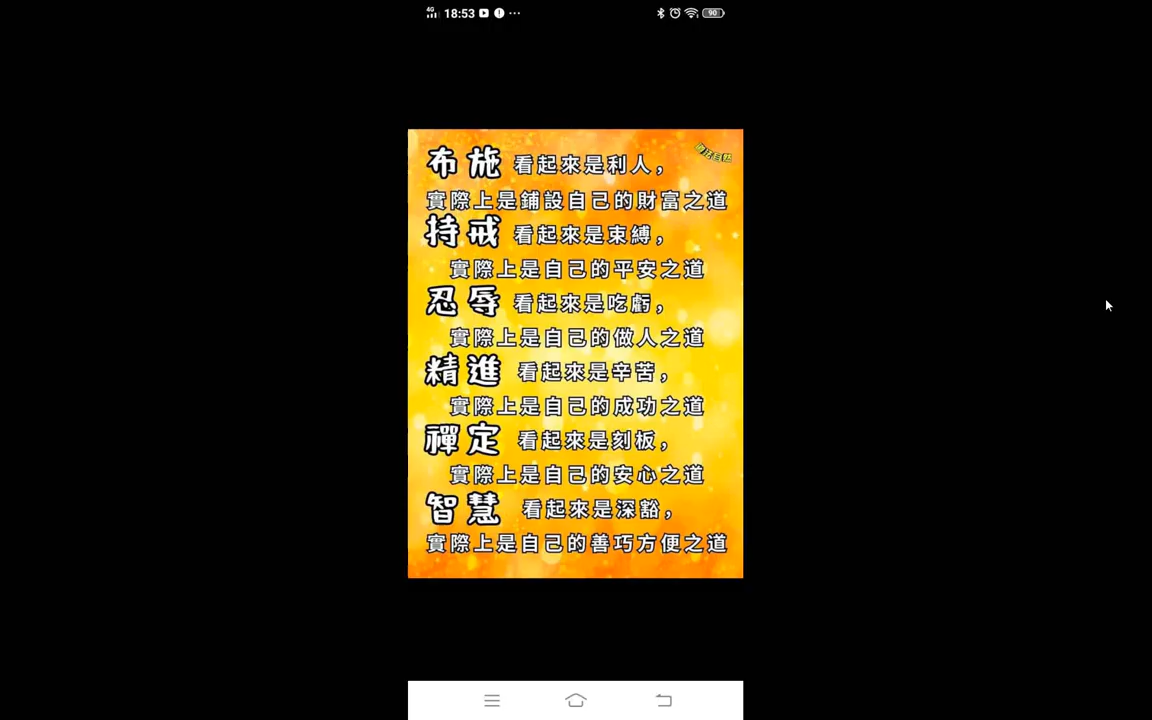 4G 18:53 ···
90
布施 看起來是利人，
實際上是鋪設自己的財富之道
持戒 看起來是束縛，
實際上是自己的平安之道
忍辱 看起來是吃虧，
實際上是自己的做人之道
精進 看起來是辛苦，
實際上是自己的成功之道
禪定 看起來是刻板，
實際上是自己的安心之道
智慧 看起來是深豁，
實際上是自己的善巧方便之道